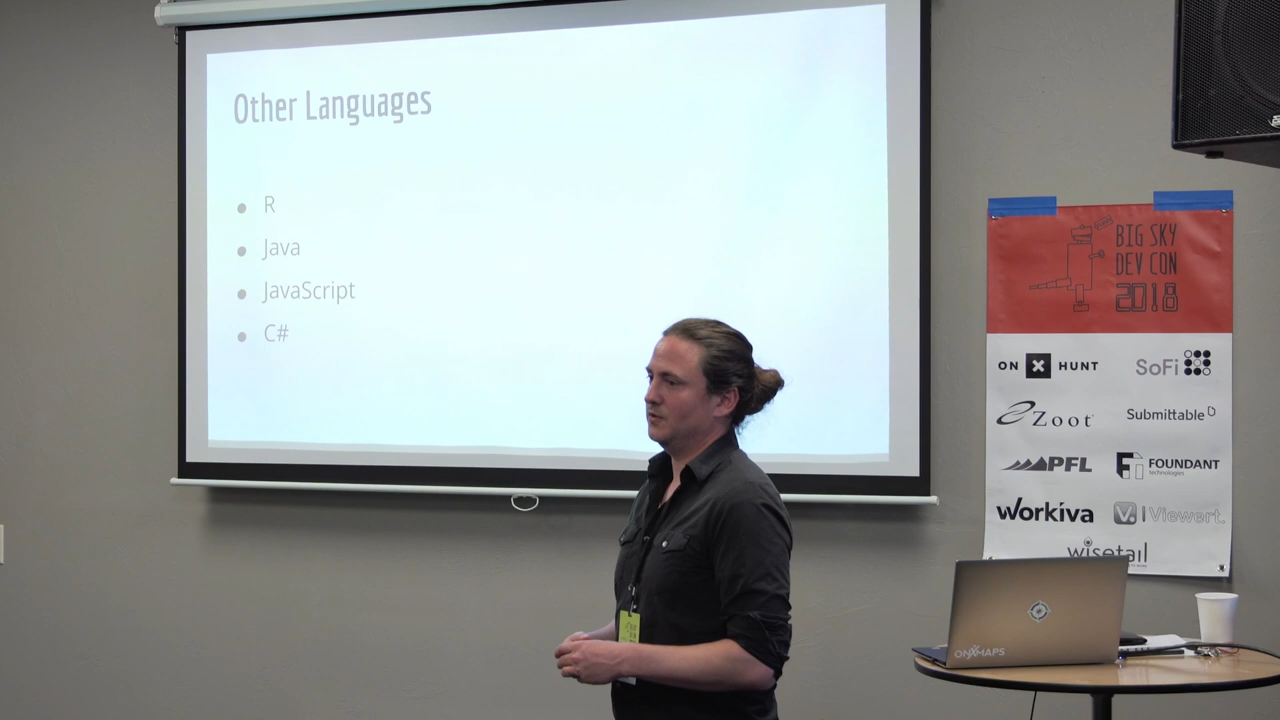 Other Languages
R
Java
JavaScript
C#
BIG SKY
DEV CON
2018
ON X HUNT
SoFi
Zoot
Submittable
PFL
FOUNDANT
technologies
Workiva
V. | Viewert.
wisetail
ONXMAPS